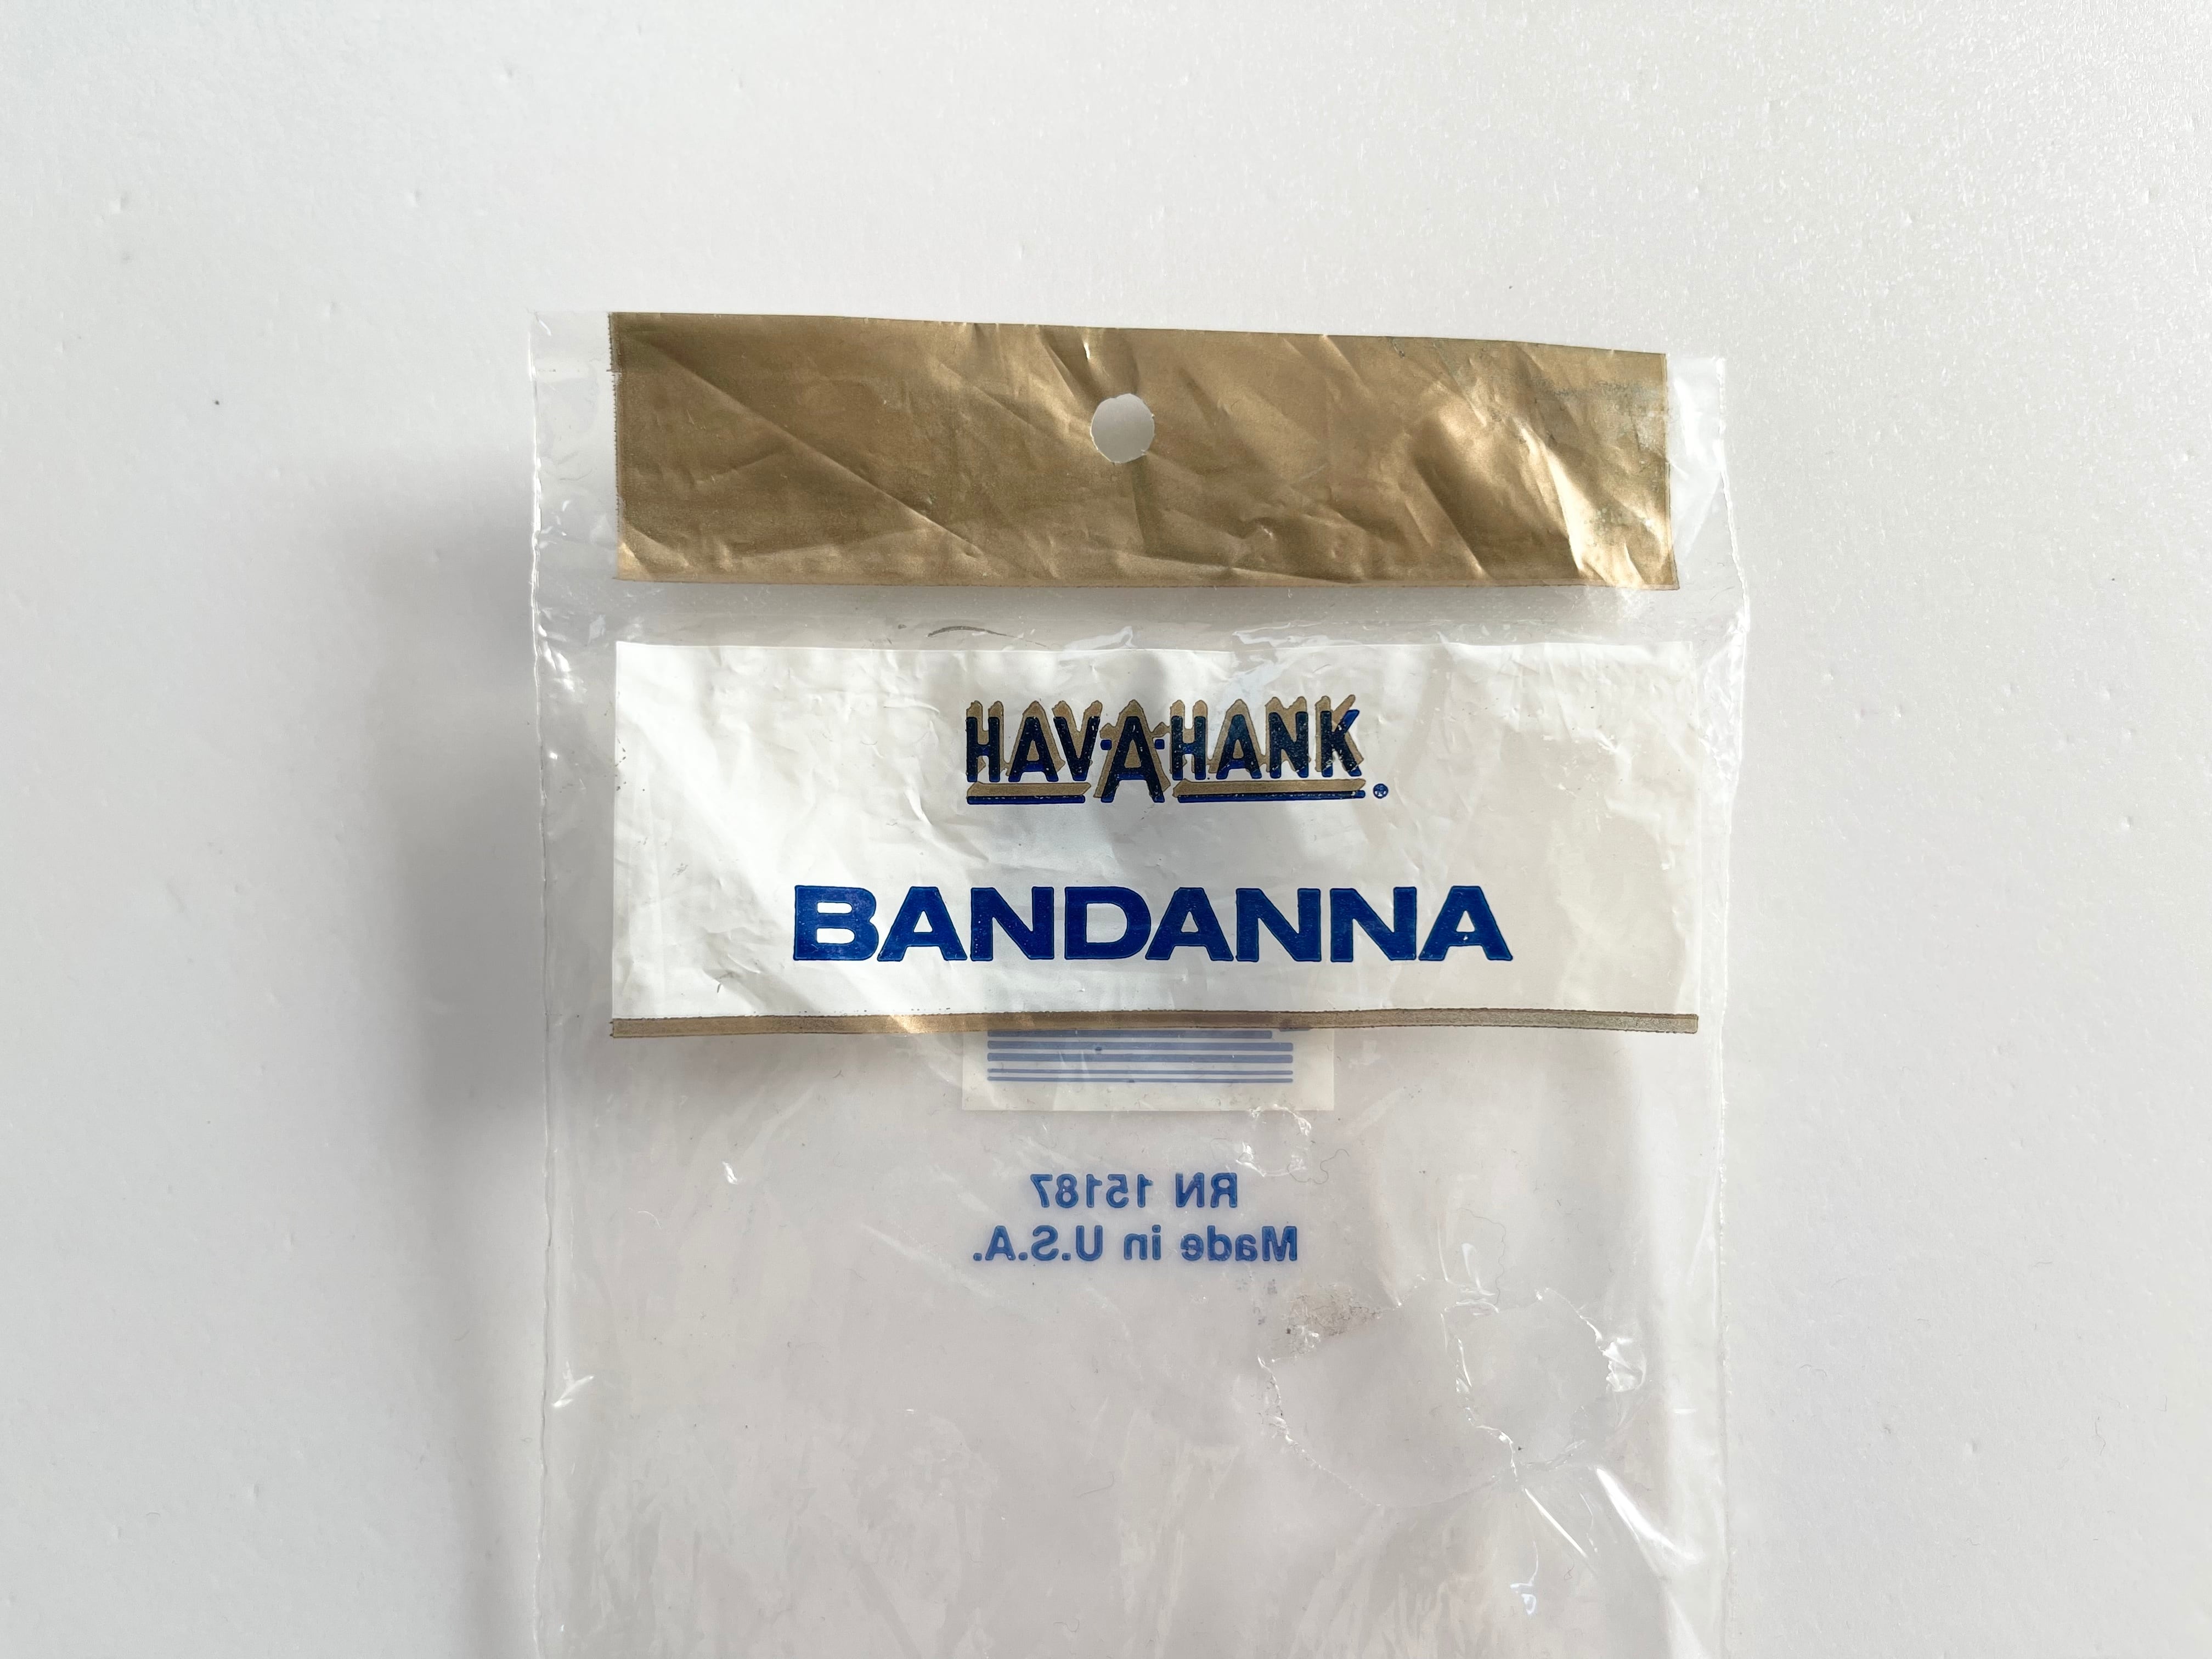 HAV-A-HANK
BANDANNA
RN 15187
Made in U.S.A.